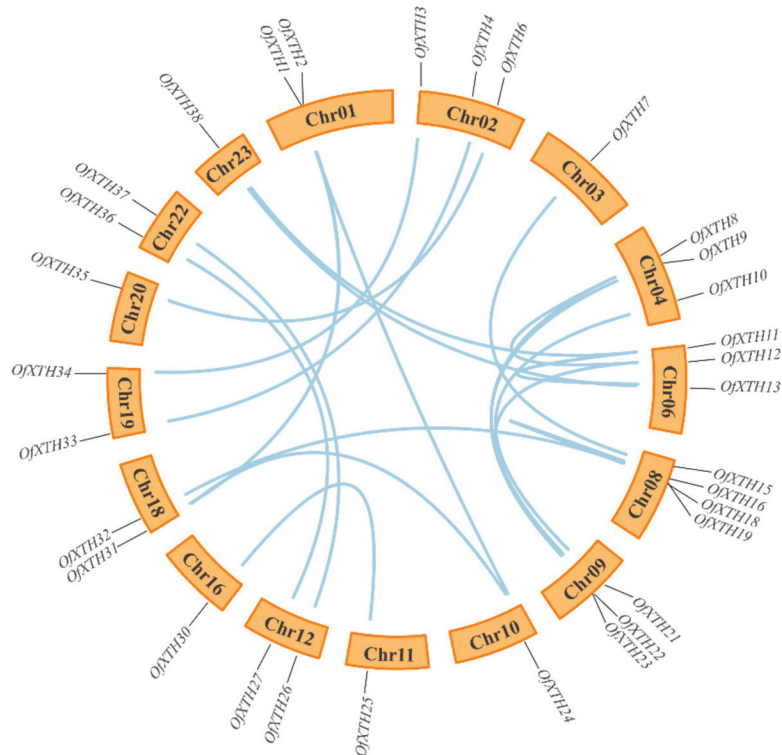 OfXTH1
OfXTH2
Chr01
OfXTH3
OfXTH4
OfXTH6
Chr02
OfXTH7
Chr03
OfXTH8
OfXTH9
OfXTH10
Chr04
OfXTH11
OfXTH12
OfXTH13
Chr06
OfXTH15
OfXTH16
OfXTH18
OfXTH19
Chr08
OfXTH21
OfXTH22
OfXTH23
Chr09
OfXTH24
Chr10
OfXTH25
Chr11
OfXTH26
OfXTH27
Chr12
OfXTH30
Chr16
OfXTH31
OfXTH32
Chr18
OfXTH33
OfXTH34
Chr19
OfXTH35
Chr20
OfXTH36
OfXTH37
Chr22
OfXTH38
Chr23